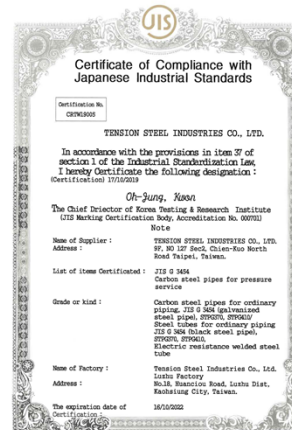 JIS
Certificate of Compliance with
Japanese Industrial Standards
Certification No.
CRTW19005
TENSION STEEL INDUSTRIES CO., LTD.
In accordance with the provisions in item 37 of
section 1 of the Industrial Standardization Law,
I hereby Certificate the following designation :
(Certification) 17/10/2019
Oh-Jung, Kwon
The Chief Driector of Korea Testing & Research Institute
(JIS Marking Certification Body, Accreditation No, 000701)
Note
Name of Supplier : TENSION STEEL INDUSTRIES CO., LTD.
Address : 9F, NO 127 Sec2, Chien-Kuo North
Road Taipei, Taiwan.
List of items Certificated : JIS G 3454
Carbon steel pipes for pressure
service
Grade or kind : Carbon steel pipes for ordinary
piping, JIS G 3454 (galvanized
steel pipe), STPG370, STPG410/
Steel tubes for ordinary piping
JIS G 3454 (black steel pipe),
STPG370, STPG410,
Electric resistance welded steel
tube
Name of Factory : Tension Steel Industries Co., Ltd.
Luzhu Factory
Address : No.18, Huanciou Road, Luzhu Dist,
Kaohsiung City, Taiwan.
The expiration date of 16/10/2022
Certification :